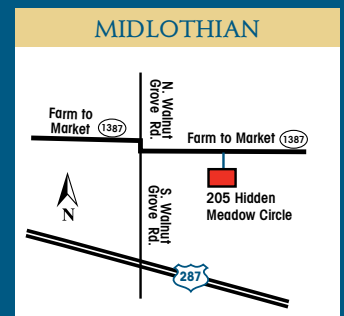 MIDLOTHIAN
N. Walnut
Grove Rd.
Farm to
Market 1387
Farm to Market 1387
205 Hidden
Meadow Circle
N
S. Walnut
Grove Rd.
287